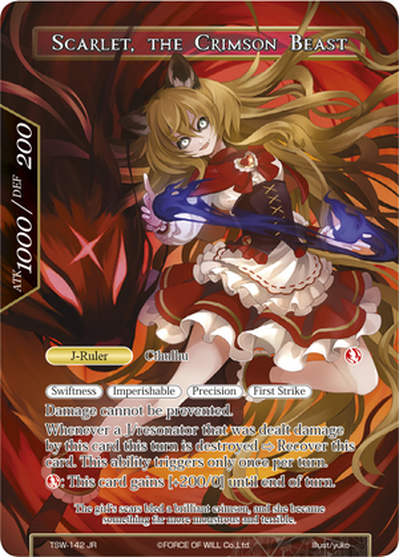 SCARLET, THE CRIMSON BEAST
ATK 1000 / DEF 200
J-Ruler Cthulhu
Swiftness Imperishable Precision First Strike
Damage cannot be prevented.
Whenever a J/resonator that was dealt damage
by this card this turn is destroyed ⇨ Recover this
card. This ability triggers only once per turn.
: This card gains [+200/0] until end of turn.
The girl's scars bled a brilliant crimson, and she became
something far more monstrous and terrible.
TSW-142 JR ©FORCE OF WILL Co.,Ltd. Illust/yuko